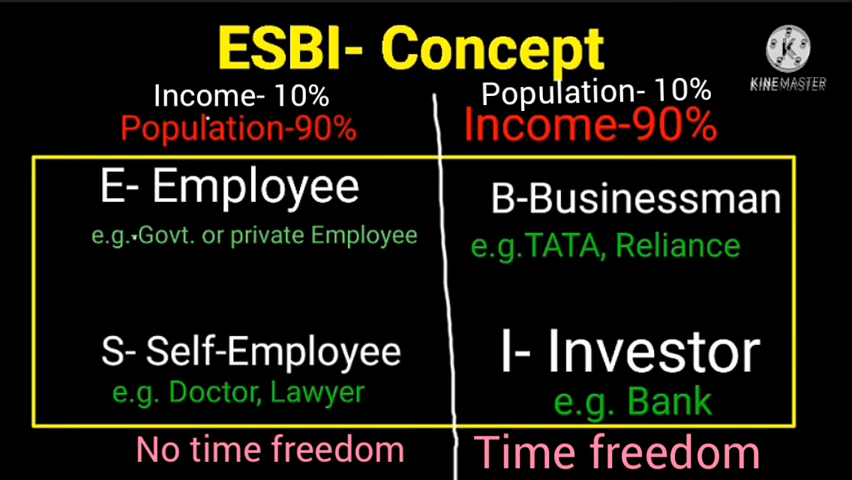 ESBI- Concept
KINEMASTER
KINEMASTER
Income- 10%
Population-90%
Population- 10%
Income-90%
E- Employee
e.g.-Govt. or private Employee
S- Self-Employee
e.g. Doctor, Lawyer
B-Businessman
e.g.TATA, Reliance
I- Investor
e.g. Bank
No time freedom
Time freedom